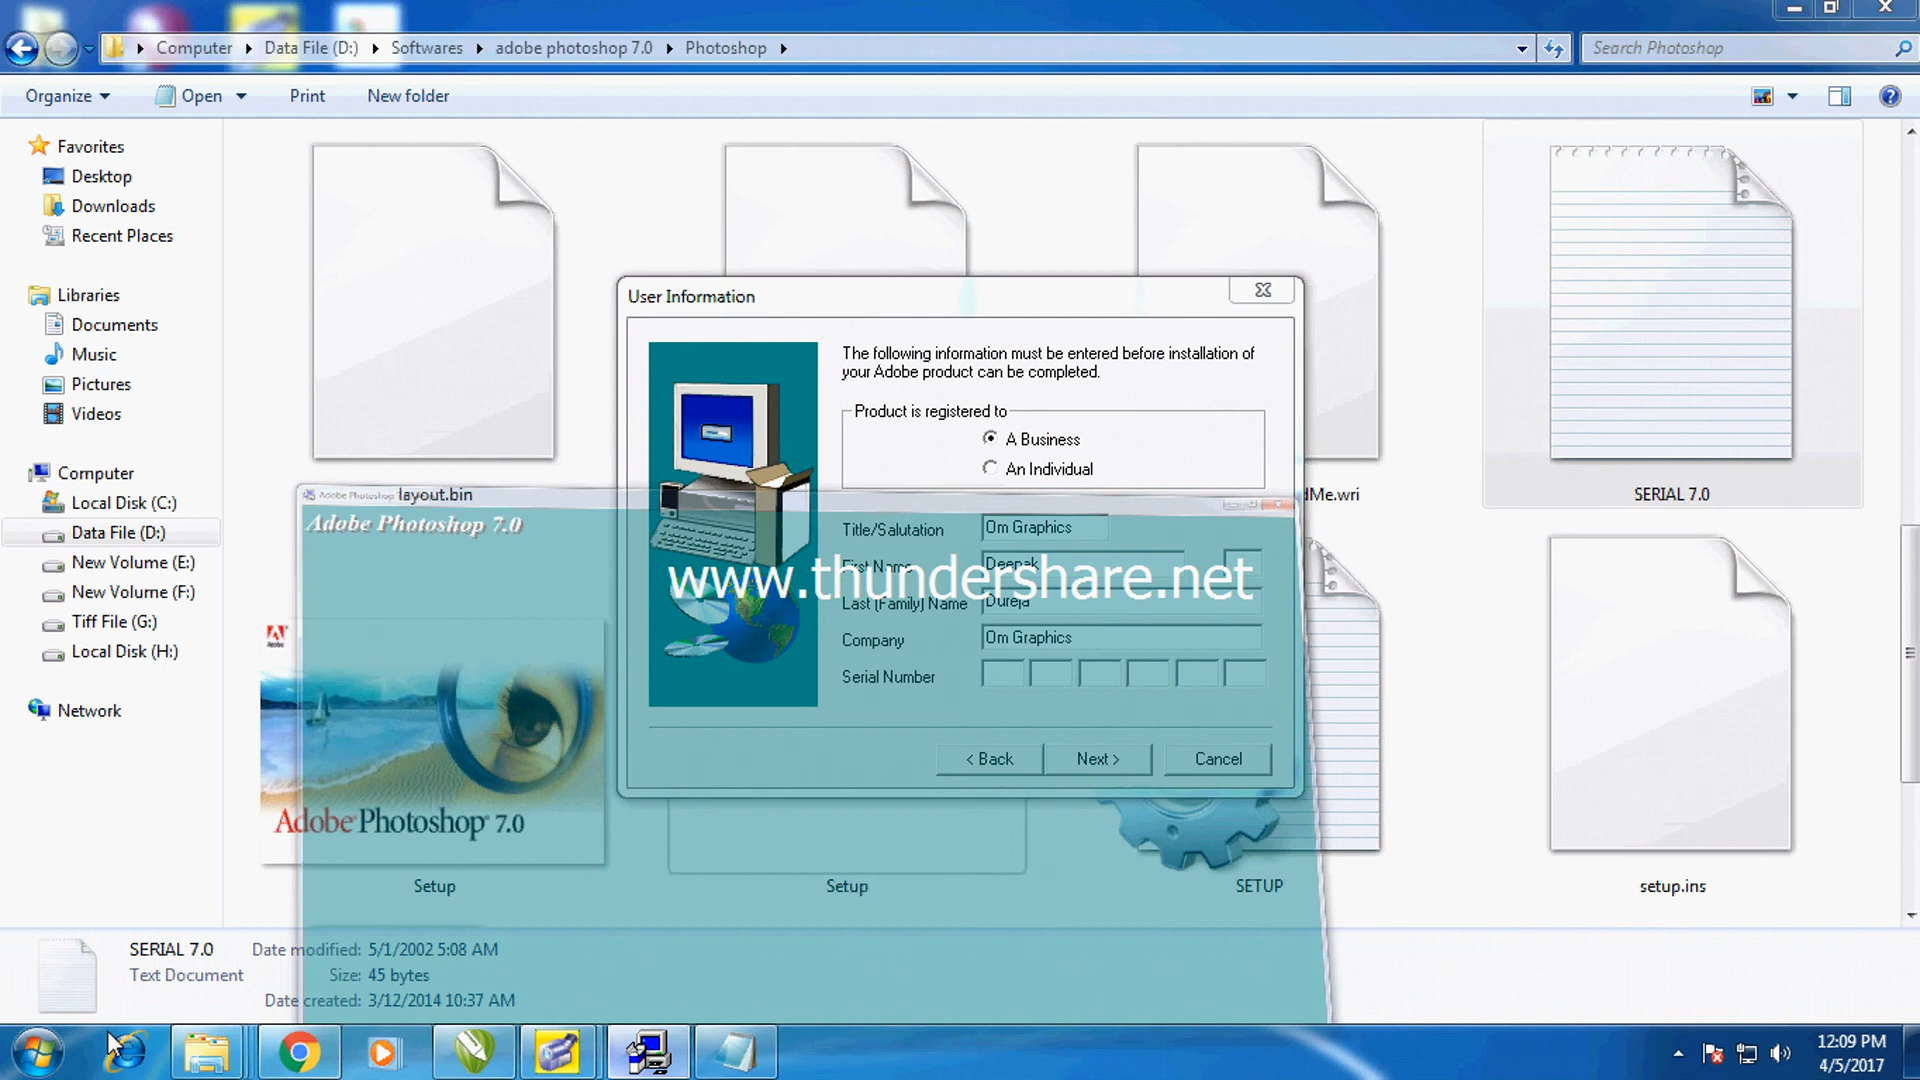 Computer
Data File (D:)
Softwares
adobe photoshop 7.0
Photoshop
Search Photoshop
Organize
Open
Print
New folder
Favorites
Desktop
Downloads
Recent Places
Libraries
Documents
Music
Pictures
Videos
Computer
Local Disk (C:)
Data File (D:)
New Volume (E:)
New Volume (F:)
Tiff File (G:)
Local Disk (H:)
Network
User Information
The following information must be entered before installation of
your Adobe product can be completed.
Product is registered to
A Business
An Individual
Adobe Photoshop
layout.bin
dMe.wri
SERIAL 7.0
Adobe Photoshop 7.0
Title/Salutation
Om Graphics
First Name
Deepak
www.thundershare.net
Last (Family) Name
Dureja
Company
Om Graphics
Serial Number
< Back
Next >
Cancel
Adobe
Adobe Photoshop 7.0
Setup
Setup
SETUP
setup.ins
SERIAL 7.0
Date modified: 5/1/2002 5:08 AM
Text Document
Size: 45 bytes
Date created: 3/12/2014 10:37 AM
12:09 PM
4/5/2017